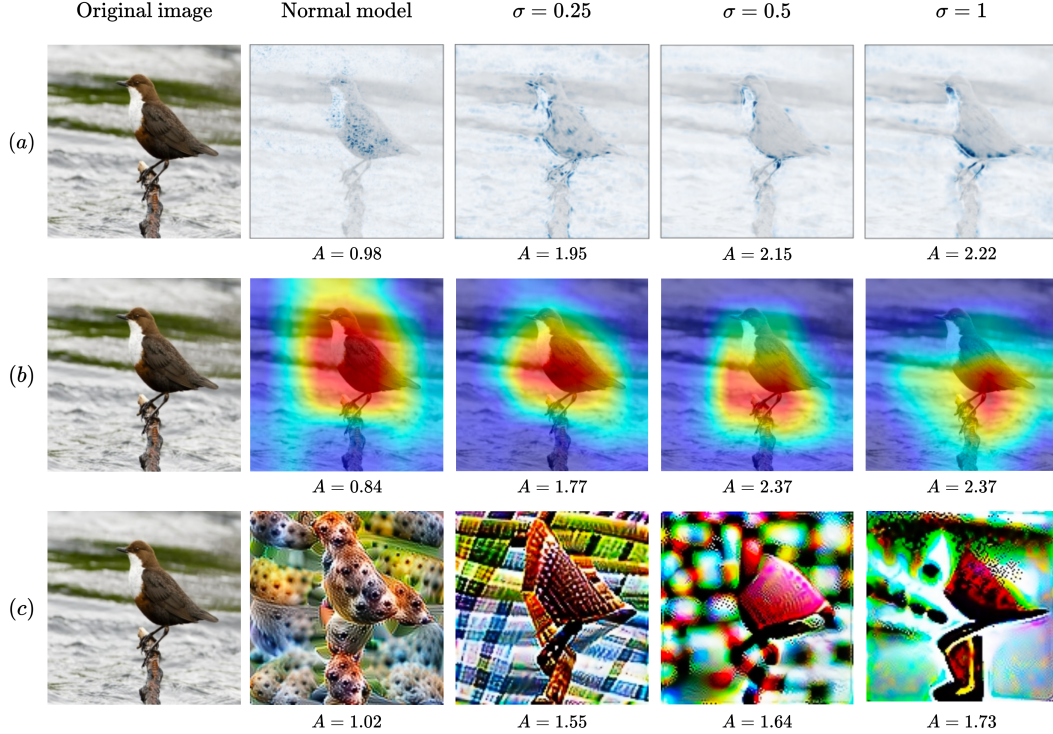 Original image Normal model σ = 0.25 σ = 0.5 σ = 1
(a)
A = 0.98 A = 1.95 A = 2.15 A = 2.22
(b)
A = 0.84 A = 1.77 A = 2.37 A = 2.37
(c)
A = 1.02 A = 1.55 A = 1.64 A = 1.73